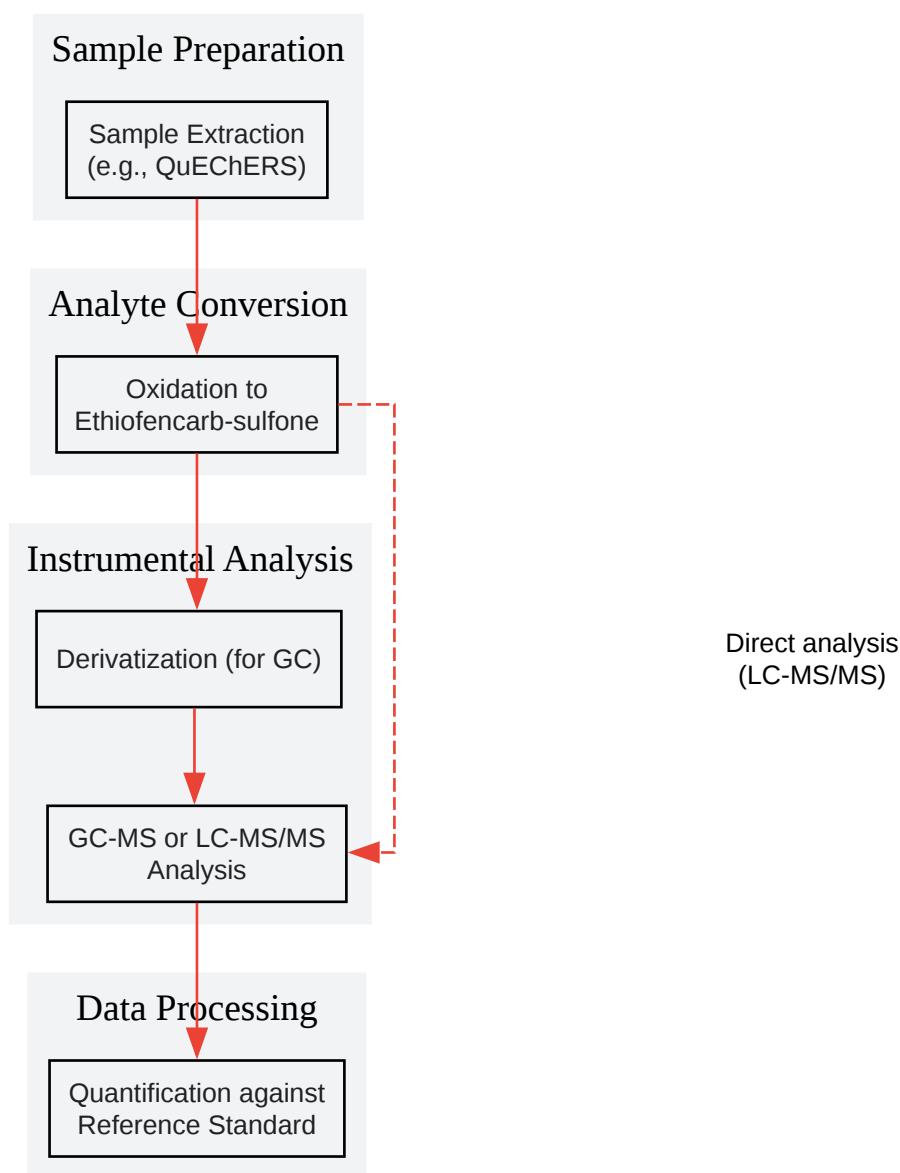 Sample Preparation
Sample Extraction
(e.g., QuEChERS)
Analyte Conversion
Oxidation to
Ethiofencarb-sulfone
Instrumental Analysis
Derivatization (for GC)
Direct analysis
(LC-MS/MS)
GC-MS or LC-MS/MS
Analysis
Data Processing
Quantification against
Reference Standard